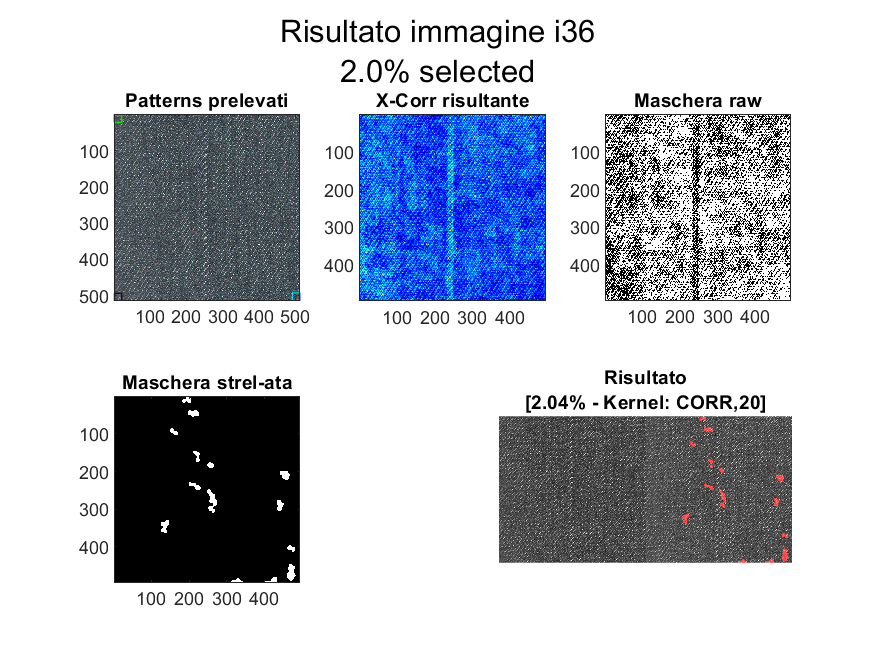 Risultato immagine i36
2.0% selected
Patterns prelevati
X-Corr risultante
Maschera raw
100
200
300
400
500
100 200 300 400 500
100
200
300
400
100 200 300 400
100
200
300
400
100 200 300 400
Maschera strel-ata
100
200
300
400
100 200 300 400
Risultato
[2.04% - Kernel: CORR,20]